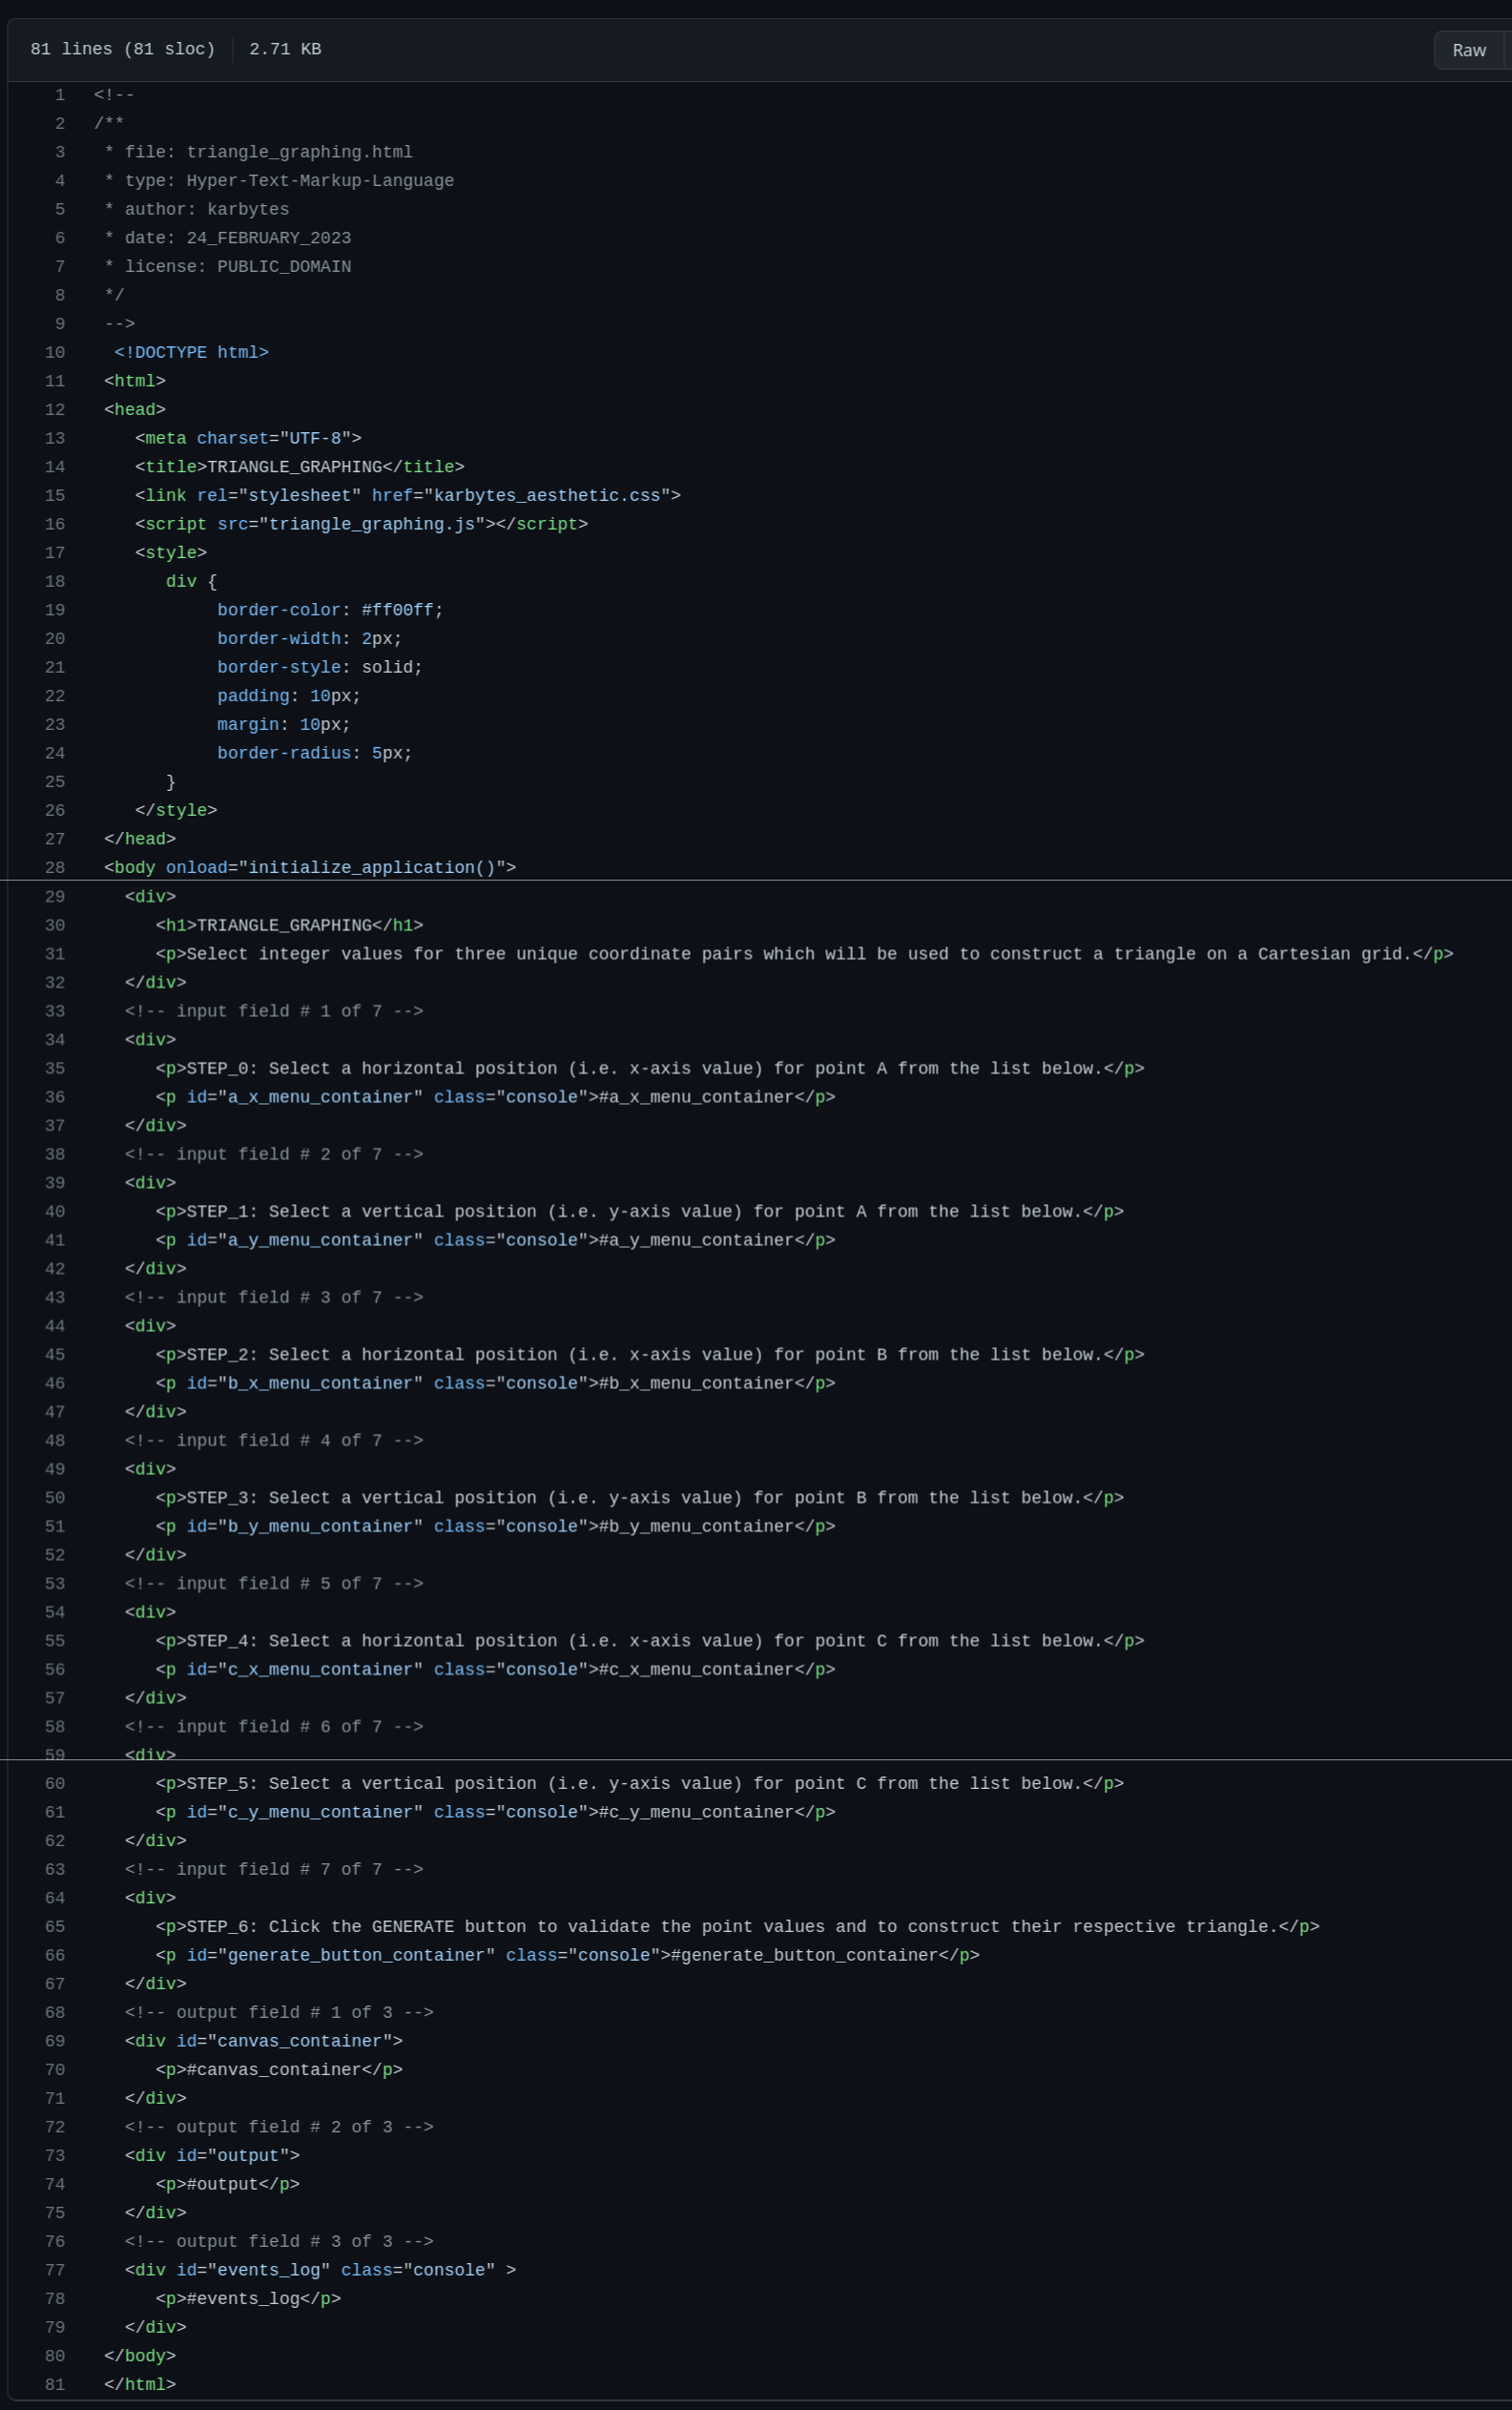 81 lines (81 sloc) 2.71 KB Raw
1 <!--
2 /**
3 * file: triangle_graphing.html
4 * type: Hyper-Text-Markup-Language
5 * author: karbytes
6 * date: 24_FEBRUARY_2023
7 * license: PUBLIC_DOMAIN
8 */
9 -->
10 <!DOCTYPE html>
11 <html>
12 <head>
13 <meta charset="UTF-8">
14 <title>TRIANGLE_GRAPHING</title>
15 <link rel="stylesheet" href="karbytes_aesthetic.css">
16 <script src="triangle_graphing.js"></script>
17 <style>
18 div {
19 border-color: #ff00ff;
20 border-width: 2px;
21 border-style: solid;
22 padding: 10px;
23 margin: 10px;
24 border-radius: 5px;
25 }
26 </style>
27 </head>
28 <body onload="initialize_application()">
29 <div>
30 <h1>TRIANGLE_GRAPHING</h1>
31 <p>Select integer values for three unique coordinate pairs which will be used to construct a triangle on a Cartesian grid.</p>
32 </div>
33 <!-- input field # 1 of 7 -->
34 <div>
35 <p>STEP_0: Select a horizontal position (i.e. x-axis value) for point A from the list below.</p>
36 <p id="a_x_menu_container" class="console">#a_x_menu_container</p>
37 </div>
38 <!-- input field # 2 of 7 -->
39 <div>
40 <p>STEP_1: Select a vertical position (i.e. y-axis value) for point A from the list below.</p>
41 <p id="a_y_menu_container" class="console">#a_y_menu_container</p>
42 </div>
43 <!-- input field # 3 of 7 -->
44 <div>
45 <p>STEP_2: Select a horizontal position (i.e. x-axis value) for point B from the list below.</p>
46 <p id="b_x_menu_container" class="console">#b_x_menu_container</p>
47 </div>
48 <!-- input field # 4 of 7 -->
49 <div>
50 <p>STEP_3: Select a vertical position (i.e. y-axis value) for point B from the list below.</p>
51 <p id="b_y_menu_container" class="console">#b_y_menu_container</p>
52 </div>
53 <!-- input field # 5 of 7 -->
54 <div>
55 <p>STEP_4: Select a horizontal position (i.e. x-axis value) for point C from the list below.</p>
56 <p id="c_x_menu_container" class="console">#c_x_menu_container</p>
57 </div>
58 <!-- input field # 6 of 7 -->
59 <div>
60 <p>STEP_5: Select a vertical position (i.e. y-axis value) for point C from the list below.</p>
61 <p id="c_y_menu_container" class="console">#c_y_menu_container</p>
62 </div>
63 <!-- input field # 7 of 7 -->
64 <div>
65 <p>STEP_6: Click the GENERATE button to validate the point values and to construct their respective triangle.</p>
66 <p id="generate_button_container" class="console">#generate_button_container</p>
67 </div>
68 <!-- output field # 1 of 3 -->
69 <div id="canvas_container">
70 <p>#canvas_container</p>
71 </div>
72 <!-- output field # 2 of 3 -->
73 <div id="output">
74 <p>#output</p>
75 </div>
76 <!-- output field # 3 of 3 -->
77 <div id="events_log" class="console" >
78 <p>#events_log</p>
79 </div>
80 </body>
81 </html>